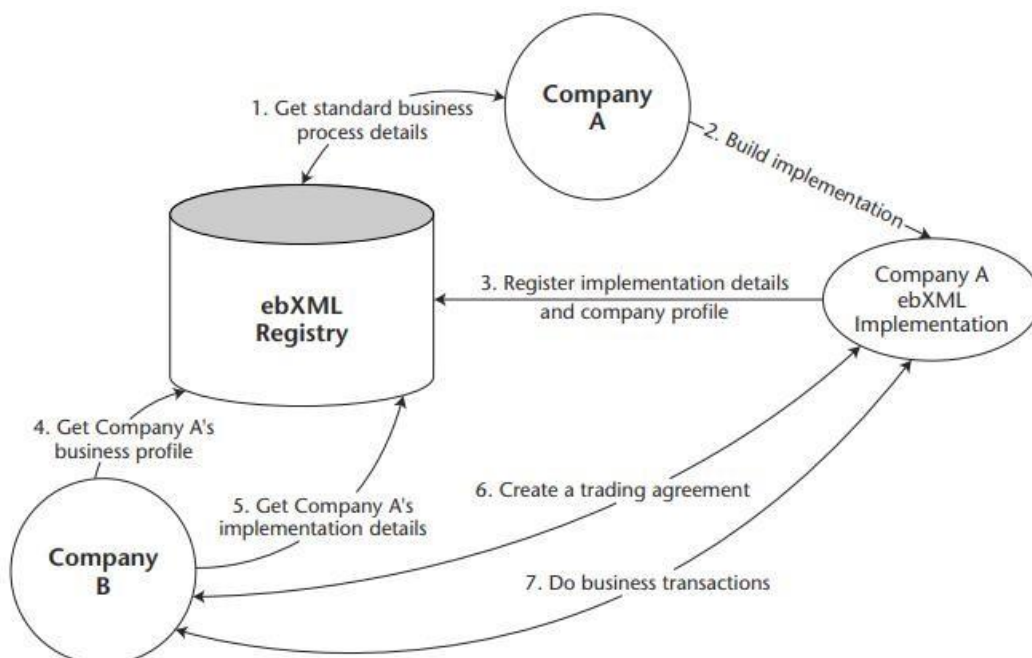 1. Get standard business
process details
Company
A
2. Build implementation
ebXML
Registry
3. Register implementation details
and company profile
Company A
ebXML
Implementation
4. Get Company A's
business profile
5. Get Company A's
implementation details
6. Create a trading agreement
Company
B
7. Do business transactions